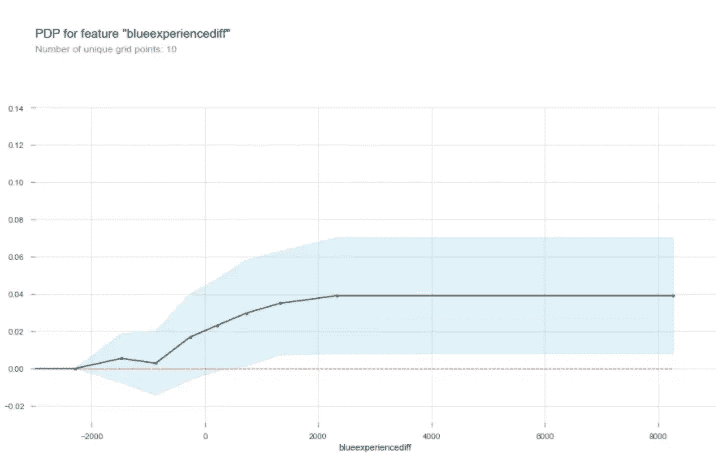 PDP for feature "blueexperiencediff"
Number of unique grid points: 10
0.14
0.12
0.10
0.08
0.06
0.04
0.02
0.00
−0.02
−2000 0 2000 4000 6000 8000
blueexperiencediff